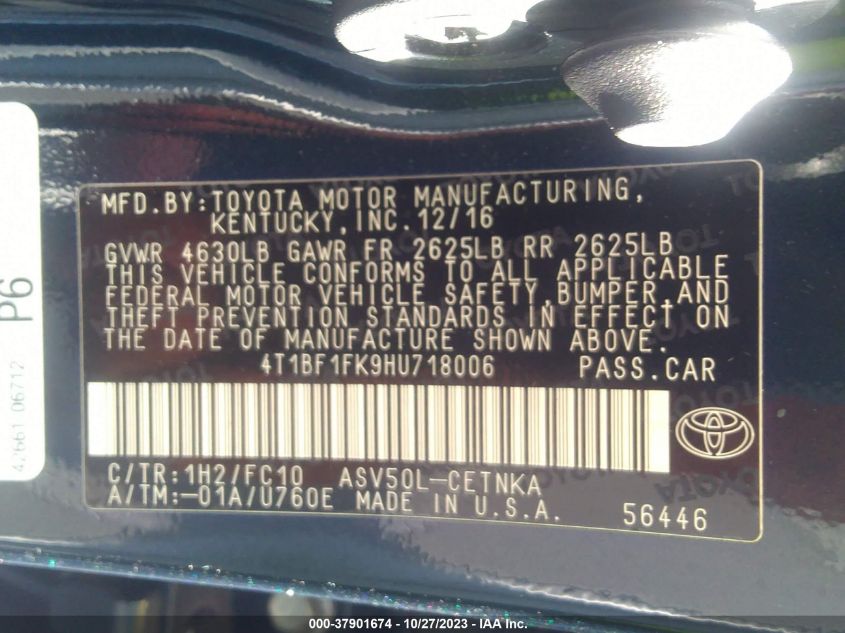 MFD.BY:TOYOTA MOTOR MANUFACTURING,
KENTUCKY,INC. 12/16
GVWR 4630LB GAWR FR 2625LB RR 2625LB
THIS VEHICLE CONFORMS TO ALL APPLICABLE
FEDERAL MOTOR VEHICLE SAFETY,BUMPER,AND
THEFT PREVENTION STANDARDS IN EFFECT ON
THE DATE OF MANUFACTURE SHOWN ABOVE.
4T1BF1FK9HU718006 PASS.CAR
C/TR:1H2/FC10 ASV50L-CETNKA
A/TM:-01A/U760E MADE IN U.S.A. 56446
P6
42661 06712
000-37901674 | 10/27/2023 - IAA Inc.